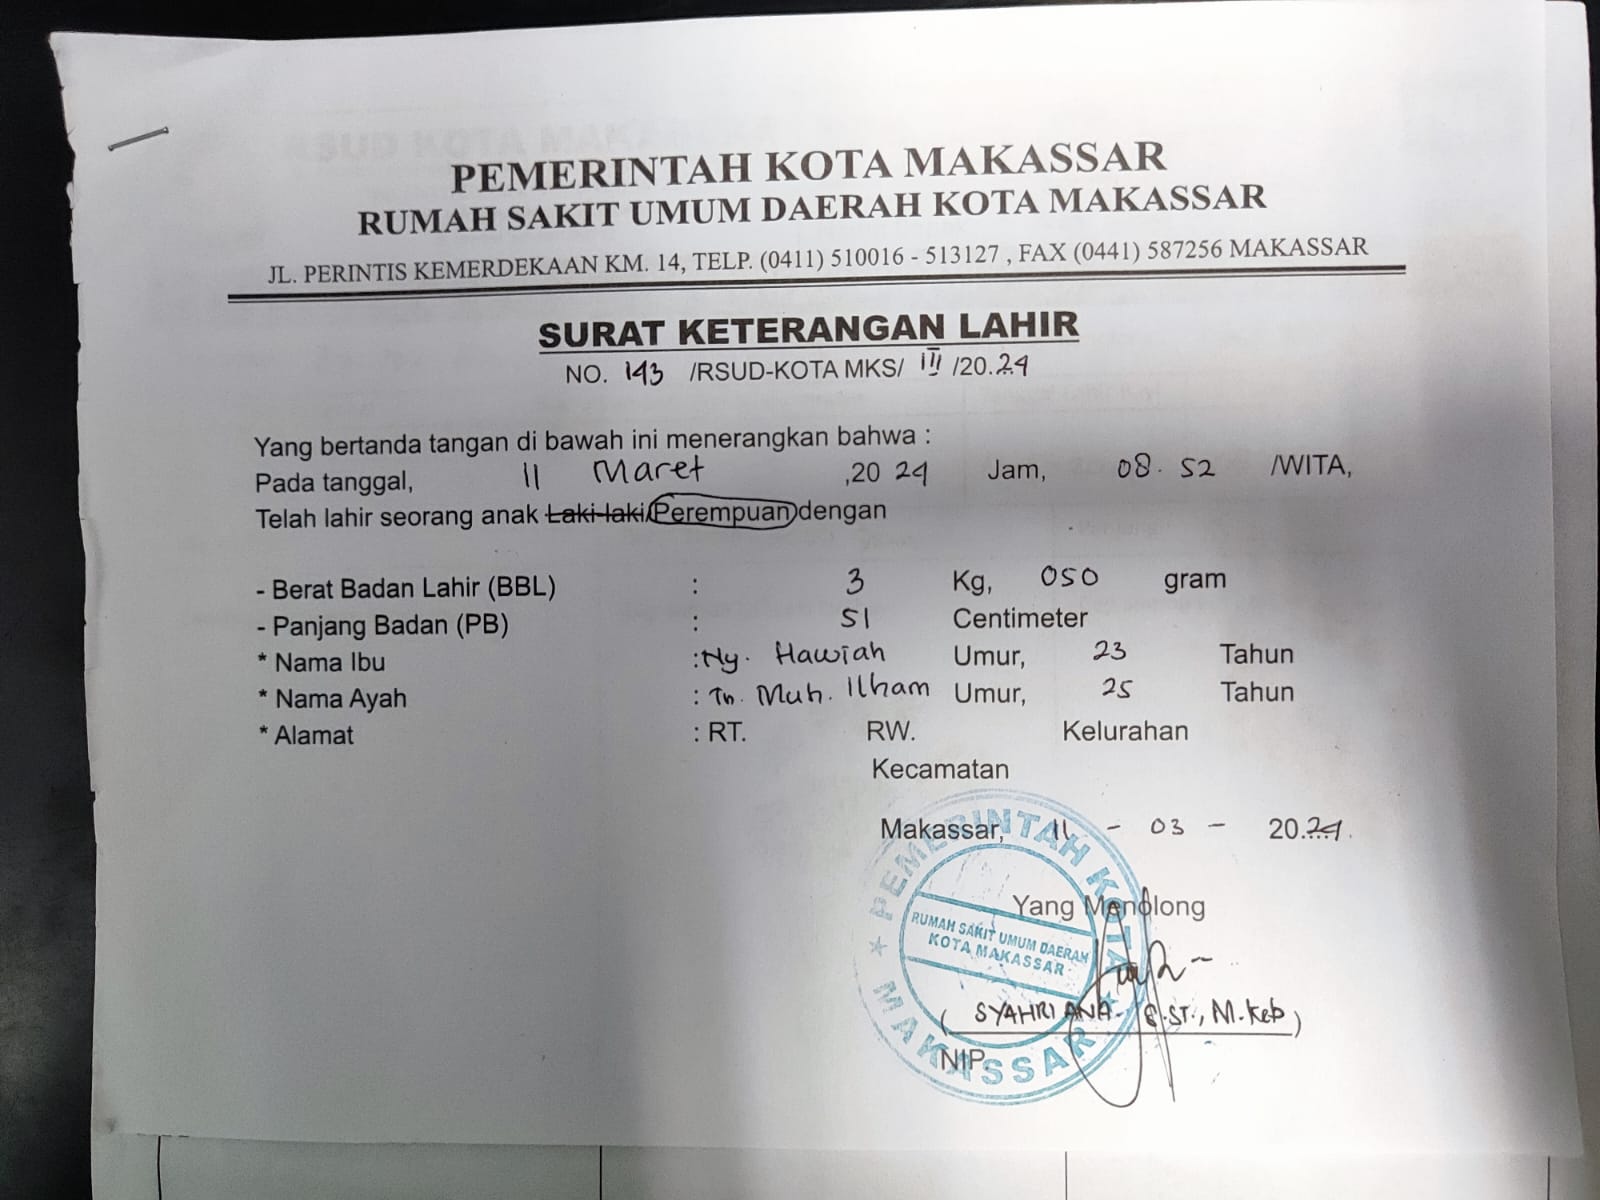 PEMERINTAH KOTA MAKASSAR
RUMAH SAKIT UMUM DAERAH KOTA MAKASSAR
JL. PERINTIS KEMERDEKAAN KM. 14, TELP. (0411) 510016 - 513127 , FAX (0441) 587256 MAKASSAR
SURAT KETERANGAN LAHIR
NO. 143 /RSUD-KOTA MKS/ III /20.24
Yang bertanda tangan di bawah ini menerangkan bahwa :
Pada tanggal, 11 Maret ,20 24 Jam, 08. 52 /WITA,
Telah lahir seorang anak Laki-laki/Perempuan dengan
- Berat Badan Lahir (BBL) : 3 Kg, 050 gram
- Panjang Badan (PB) : 51 Centimeter
* Nama Ibu : Ny. Hawiah Umur, 23 Tahun
* Nama Ayah : Tn. Muh. Ilham Umur, 25 Tahun
* Alamat : RT. RW. Kelurahan
Kecamatan
Makassar, 11 - 03 - 20.24.
Yang Menolong
PEMERINTAH KOTA
RUMAH SAKIT UMUM DAERAH
KOTA MAKASSAR
MAKASSAR
( SYAHRIANA S.ST., M.Keb )
NIP.